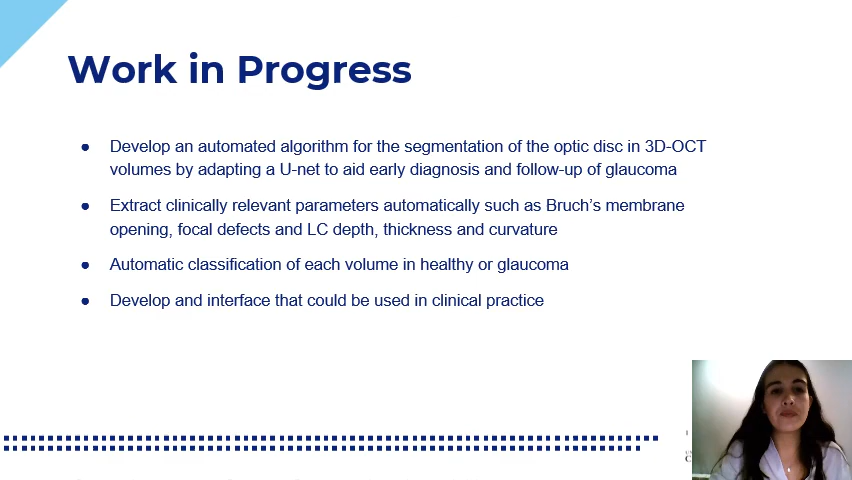 Work in Progress
● Develop an automated algorithm for the segmentation of the optic disc in 3D-OCT
volumes by adapting a U-net to aid early diagnosis and follow-up of glaucoma
● Extract clinically relevant parameters automatically such as Bruch’s membrane
opening, focal defects and LC depth, thickness and curvature
● Automatic classification of each volume in healthy or glaucoma
● Develop and interface that could be used in clinical practice